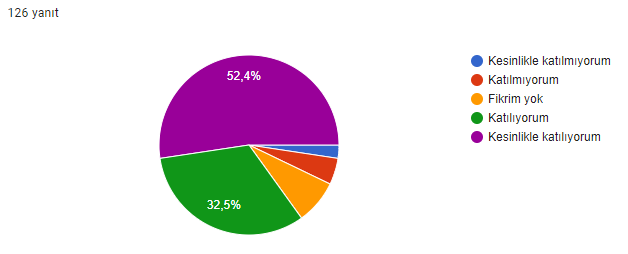 126 yanıt
52,4%
32,5%
Kesinlikle katılmıyorum
Katılmıyorum
Fikrim yok
Katılıyorum
Kesinlikle katılıyorum